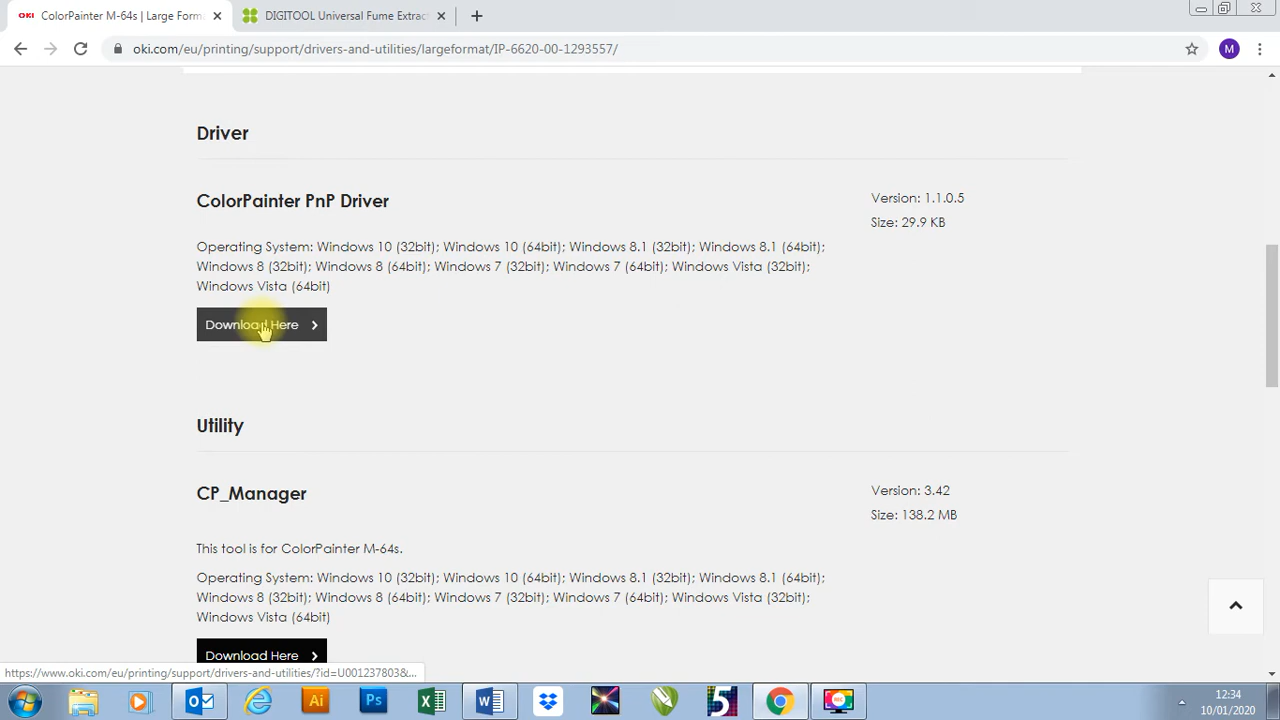 OKI ColorPainter M-64s | Large Form
DIGITOOL Universal Fume Extrac
oki.com/eu/printing/support/drivers-and-utilities/largeformat/IP-6620-00-1293557/
M
Driver
ColorPainter PnP Driver
Version: 1.1.0.5
Size: 29.9 KB
Operating System: Windows 10 (32bit); Windows 10 (64bit); Windows 8.1 (32bit); Windows 8.1 (64bit);
Windows 8 (32bit); Windows 8 (64bit); Windows 7 (32bit); Windows 7 (64bit); Windows Vista (32bit);
Windows Vista (64bit)
Download Here
Utility
CP_Manager
Version: 3.42
Size: 138.2 MB
This tool is for ColorPainter M-64s.
Operating System: Windows 10 (32bit); Windows 10 (64bit); Windows 8.1 (32bit); Windows 8.1 (64bit);
Windows 8 (32bit); Windows 8 (64bit); Windows 7 (32bit); Windows 7 (64bit); Windows Vista (32bit);
Windows Vista (64bit)
Download Here
https://www.oki.com/eu/printing/support/drivers-and-utilities/?id=U001237803&...
Ai
Ps
5
12:34
10/01/2020